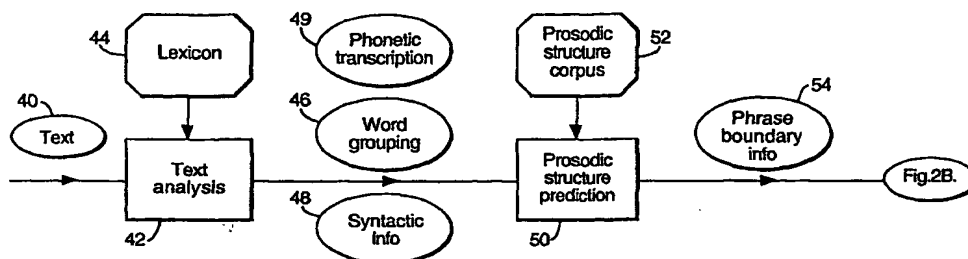 44
Lexicon
49
Phonetic
transcription
Prosodic
structure
corpus
52
40
Text
46
Word
grouping
54
Phrase
boundary
info
Text
analysis
42
48
Syntactic
info
Prosodic
structure
prediction
50
Fig.2B.